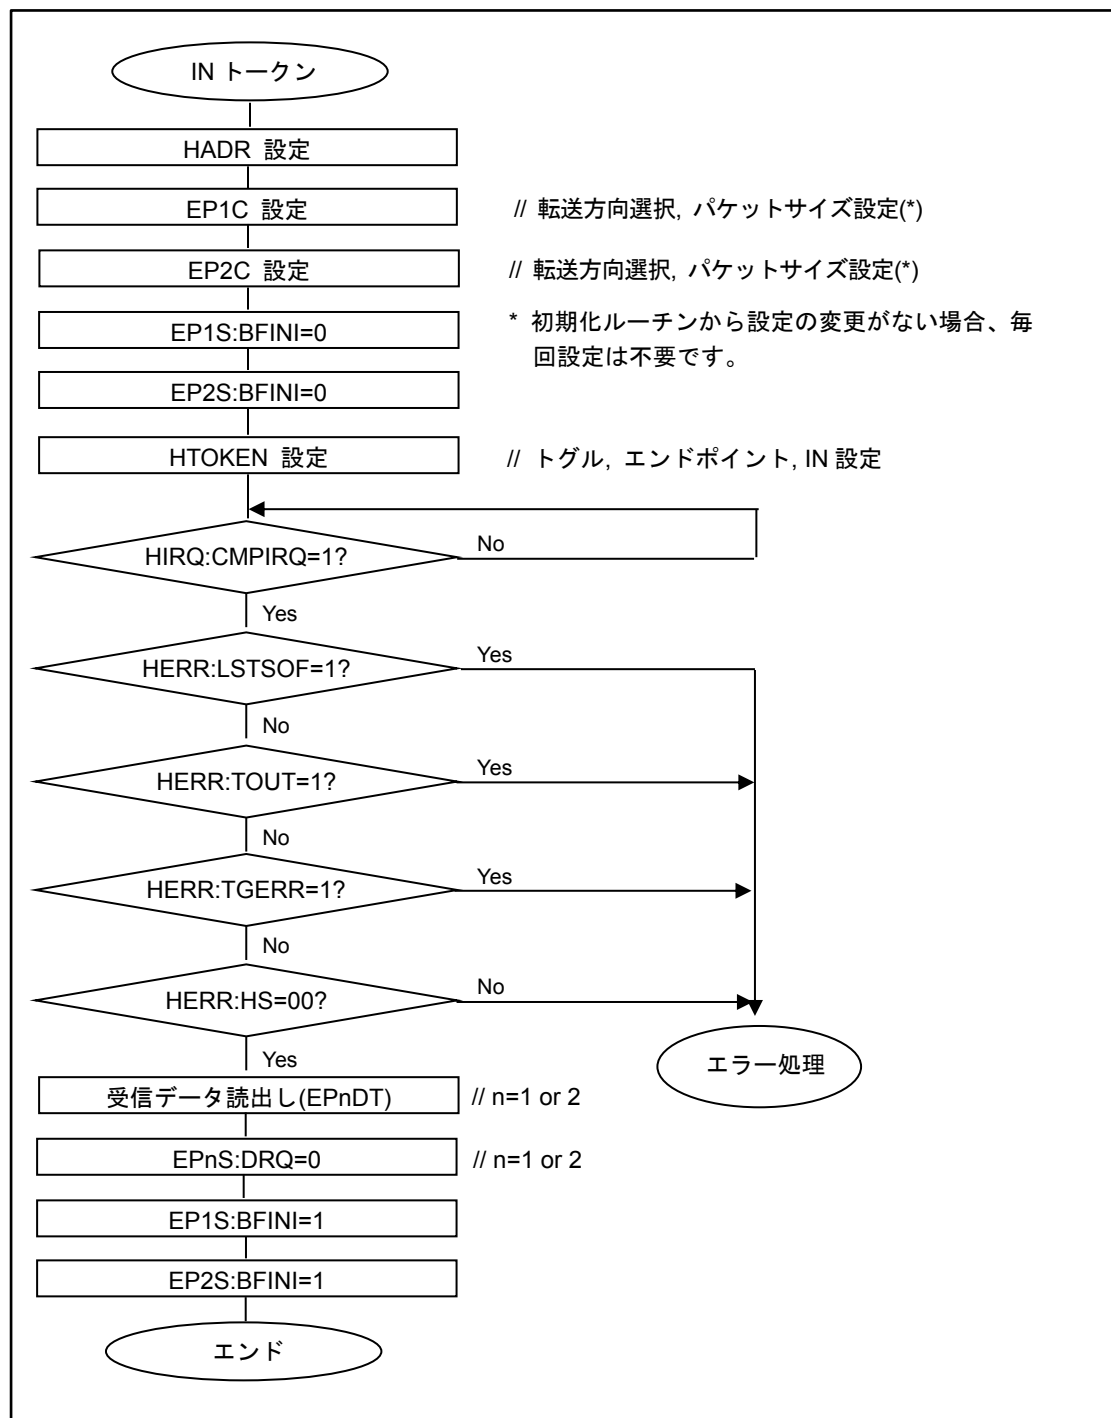 IN トークン
HADR 設定
EP1C 設定
// 転送方向選択, パケットサイズ設定(*)
EP2C 設定
// 転送方向選択, パケットサイズ設定(*)
EP1S:BFINI=0
* 初期化ルーチンから設定の変更がない場合、毎
回設定は不要です。
EP2S:BFINI=0
HTOKEN 設定
// トグル, エンドポイント, IN 設定
HIRQ:CMPIRQ=1?
No
Yes
HERR:LSTSOF=1?
Yes
No
HERR:TOUT=1?
Yes
No
HERR:TGERR=1?
Yes
No
HERR:HS=00?
No
Yes
エラー処理
受信データ読出し(EPnDT)
// n=1 or 2
EPnS:DRQ=0
// n=1 or 2
EP1S:BFINI=1
EP2S:BFINI=1
エンド